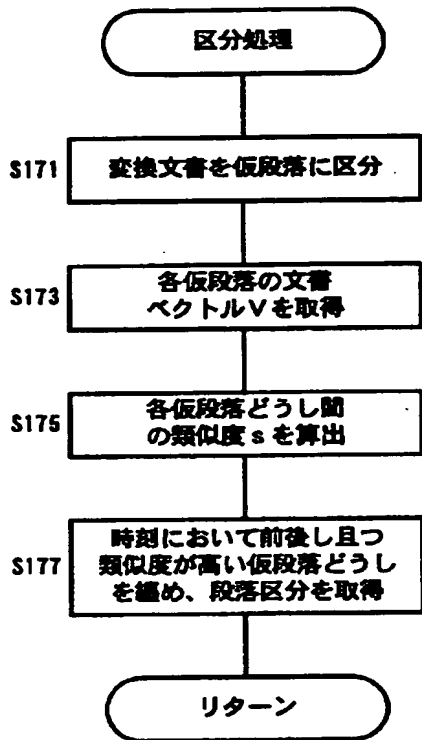 区分処理
S171
変換文書を仮段落に区分
S173
各仮段落の文書
ベクトルVを取得
S175
各仮段落どうし間
の類似度sを算出
S177
時刻において前後し且つ
類似度が高い仮段落どうし
を纏め、段落区分を取得
リターン